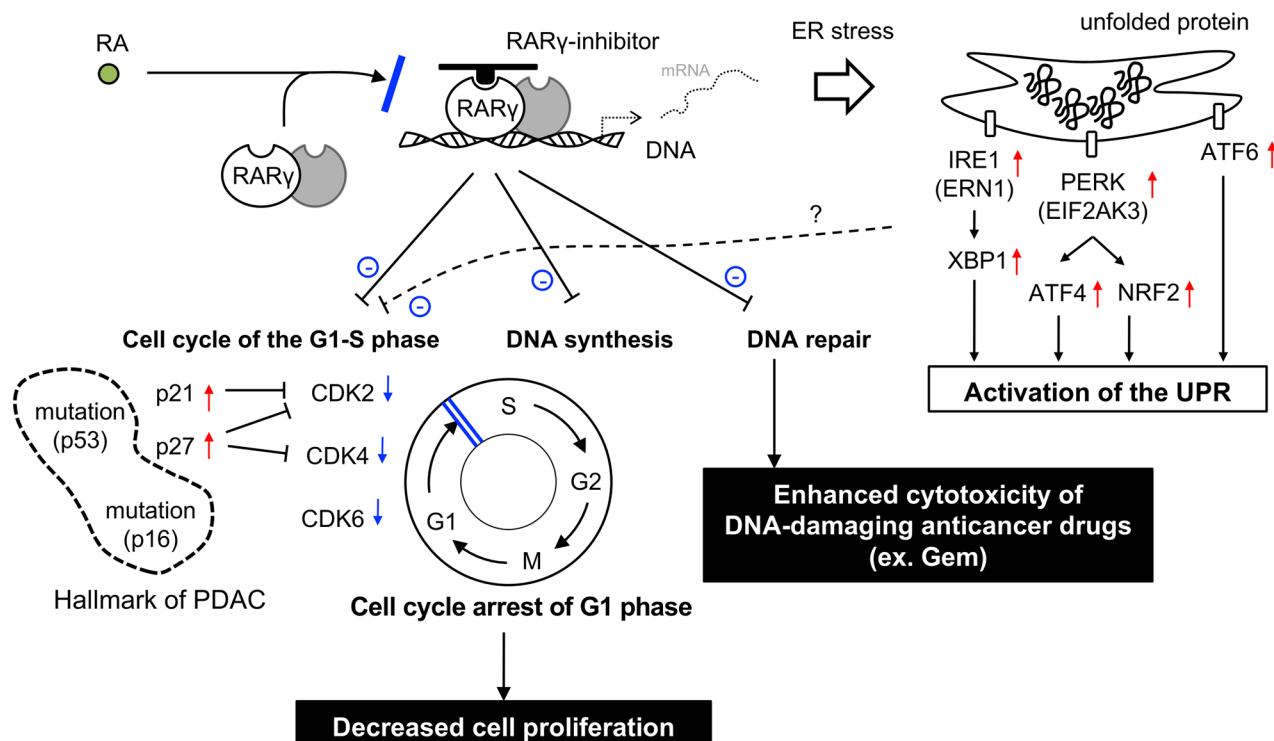 RA
RARγ
RARγ-inhibitor
RARγ
mRNA
DNA
ER stress
unfolded protein
IRE1
(ERN1)
PERK
(EIF2AK3)
ATF6
XBP1
ATF4
NRF2
Activation of the UPR
?
-
-
-
-
Cell cycle of the G1-S phase
DNA synthesis
DNA repair
mutation
(p53)
mutation
(p16)
Hallmark of PDAC
p21
p27
CDK2
CDK4
CDK6
S
G2
M
G1
Cell cycle arrest of G1 phase
Enhanced cytotoxicity of
DNA-damaging anticancer drugs
(ex. Gem)
Decreased cell proliferation